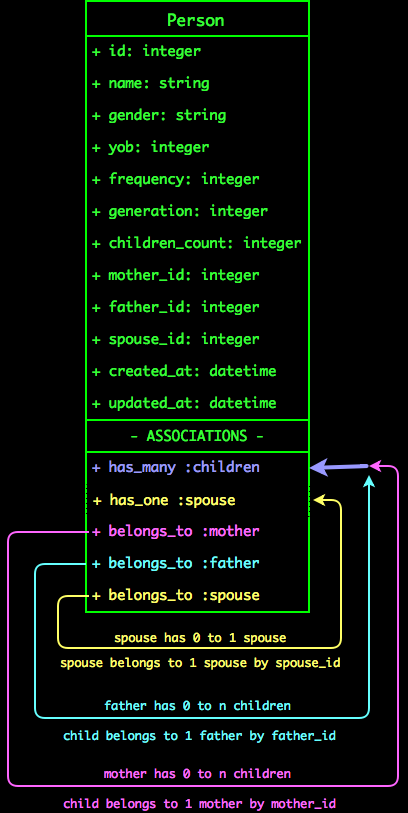 Person
+ id: integer
+ name: string
+ gender: string
+ yob: integer
+ frequency: integer
+ generation: integer
+ children_count: integer
+ mother_id: integer
+ father_id: integer
+ spouse_id: integer
+ created_at: datetime
+ updated_at: datetime
- ASSOCIATIONS -
+ has_many :children
+ has_one :spouse
+ belongs_to :mother
+ belongs_to :father
+ belongs_to :spouse
spouse has 0 to 1 spouse
spouse belongs to 1 spouse by spouse_id
father has 0 to n children
child belongs to 1 father by father_id
mother has 0 to n children
child belongs to 1 mother by mother_id